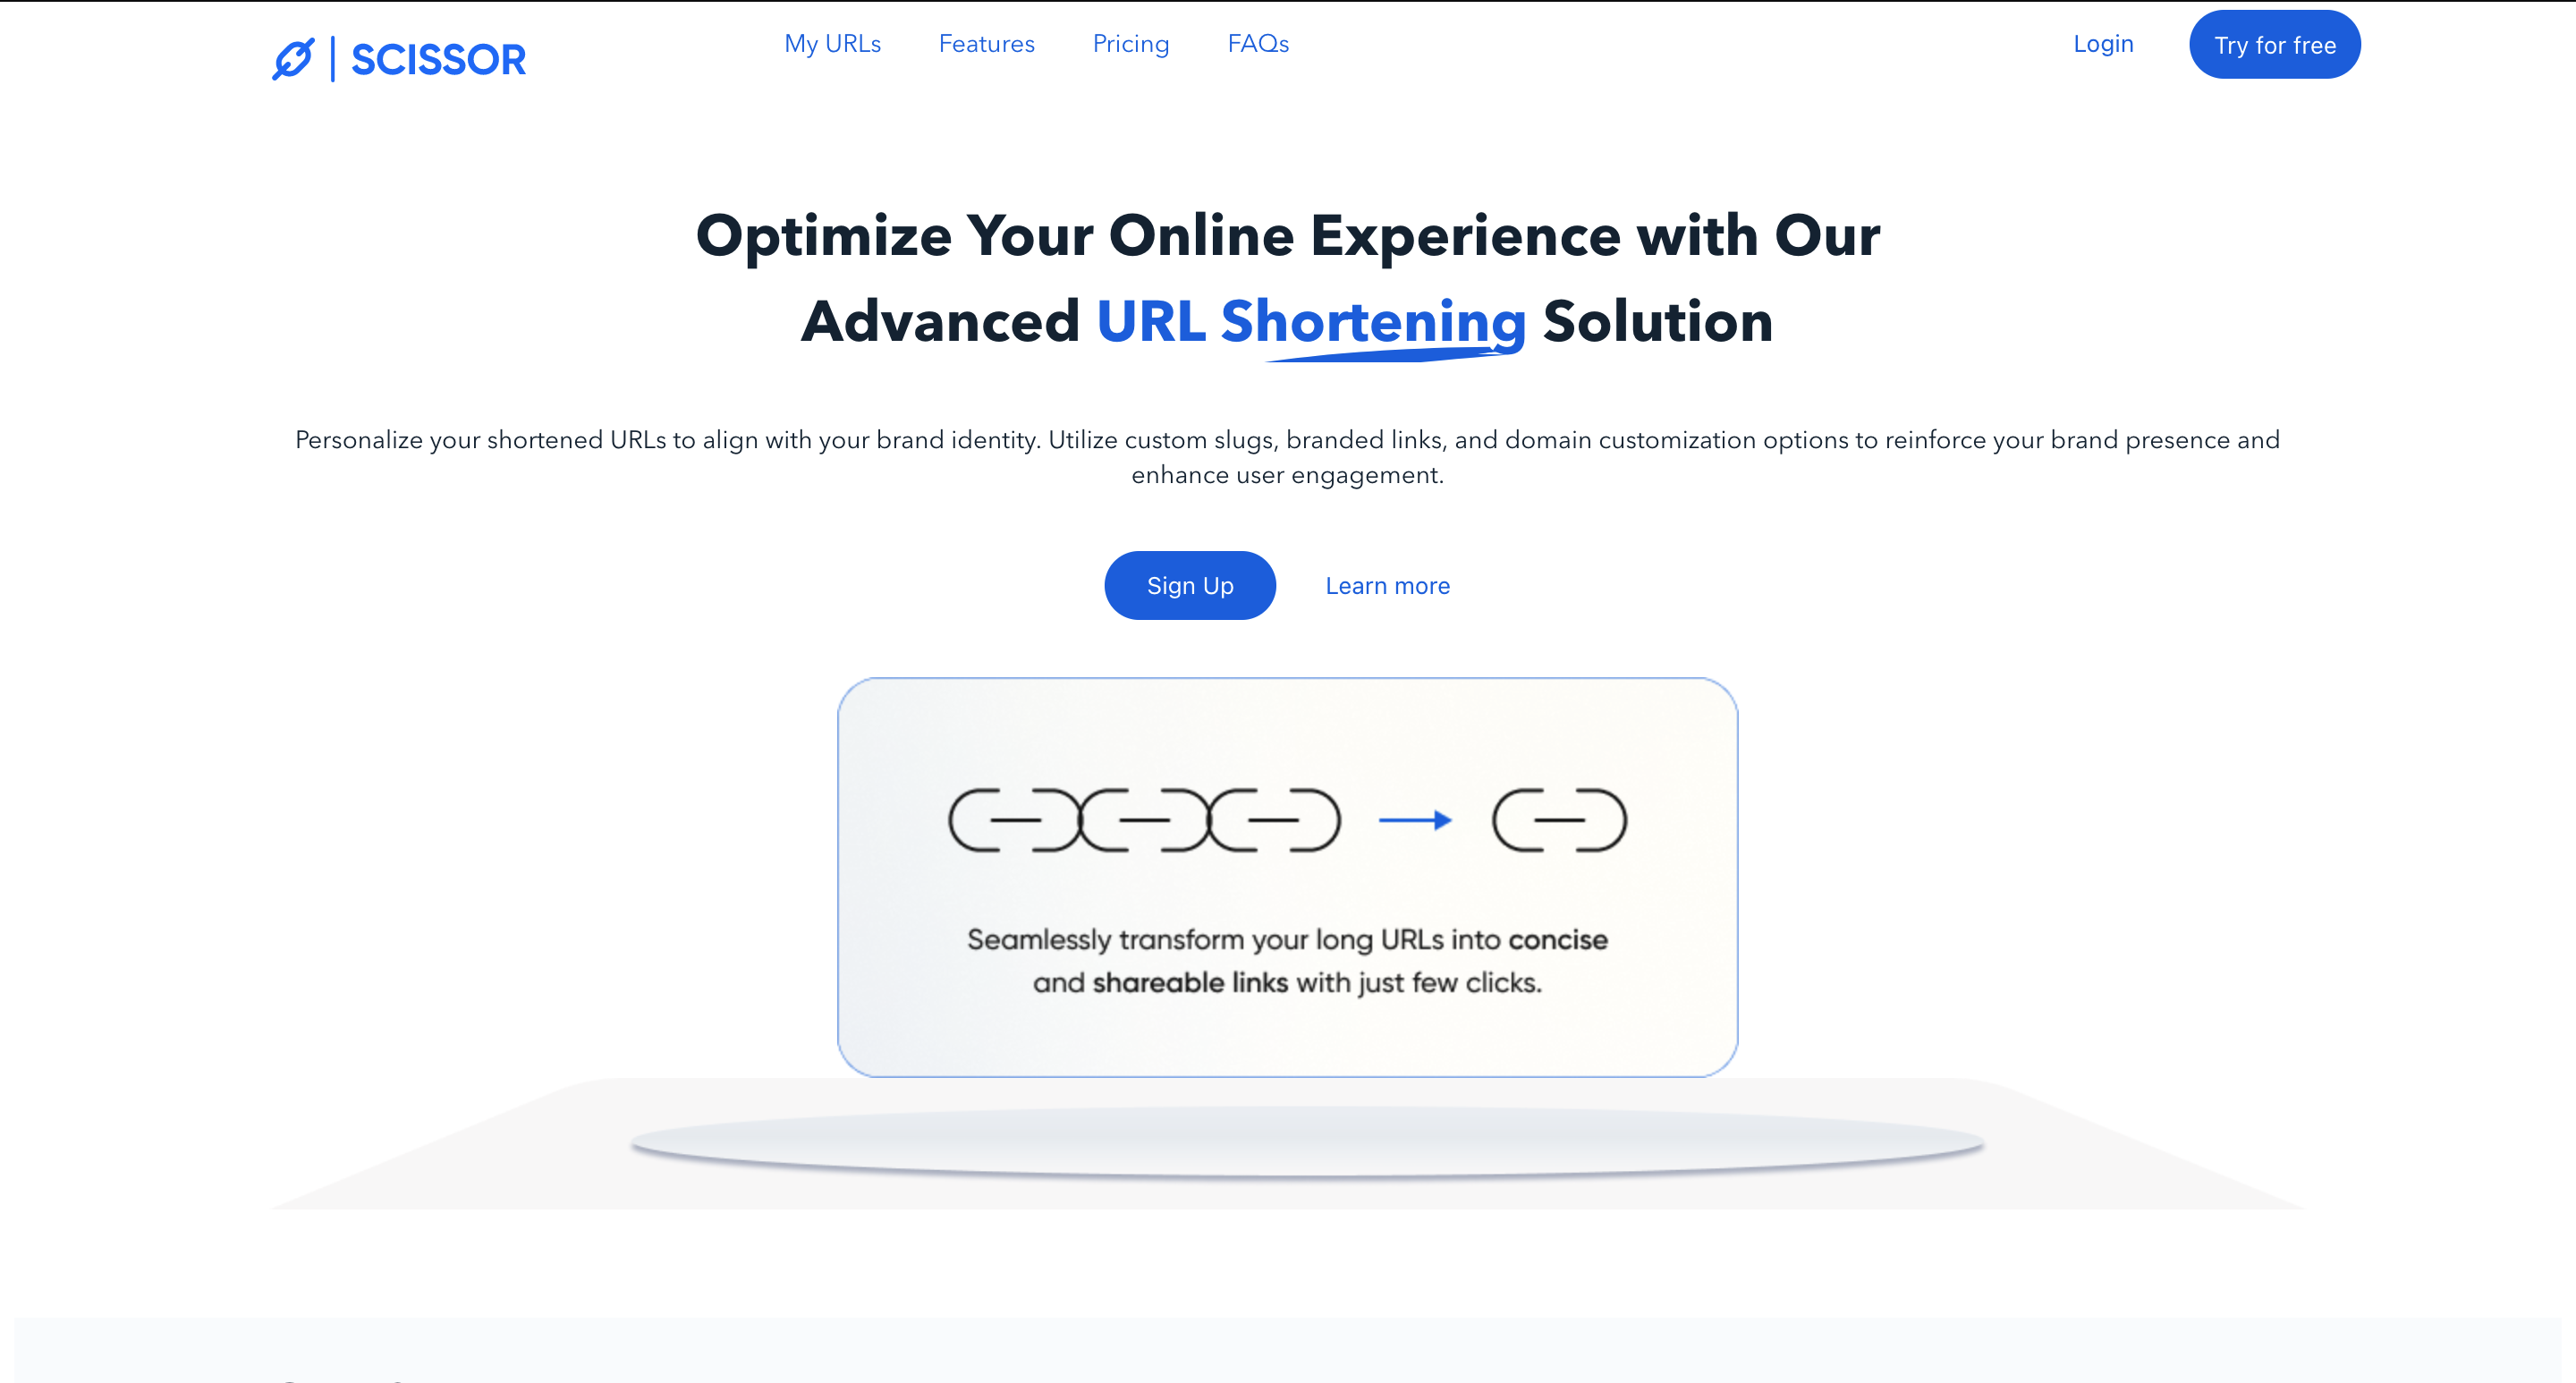 SCISSOR
My URLs
Features
Pricing
FAQs
Login
Try for free
Optimize Your Online Experience with Our
Advanced URL Shortening Solution
Personalize your shortened URLs to align with your brand identity. Utilize custom slugs, branded links, and domain customization options to reinforce your brand presence and
enhance user engagement.
Sign Up
Learn more
Seamlessly transform your long URLs into concise
and shareable links with just few clicks.